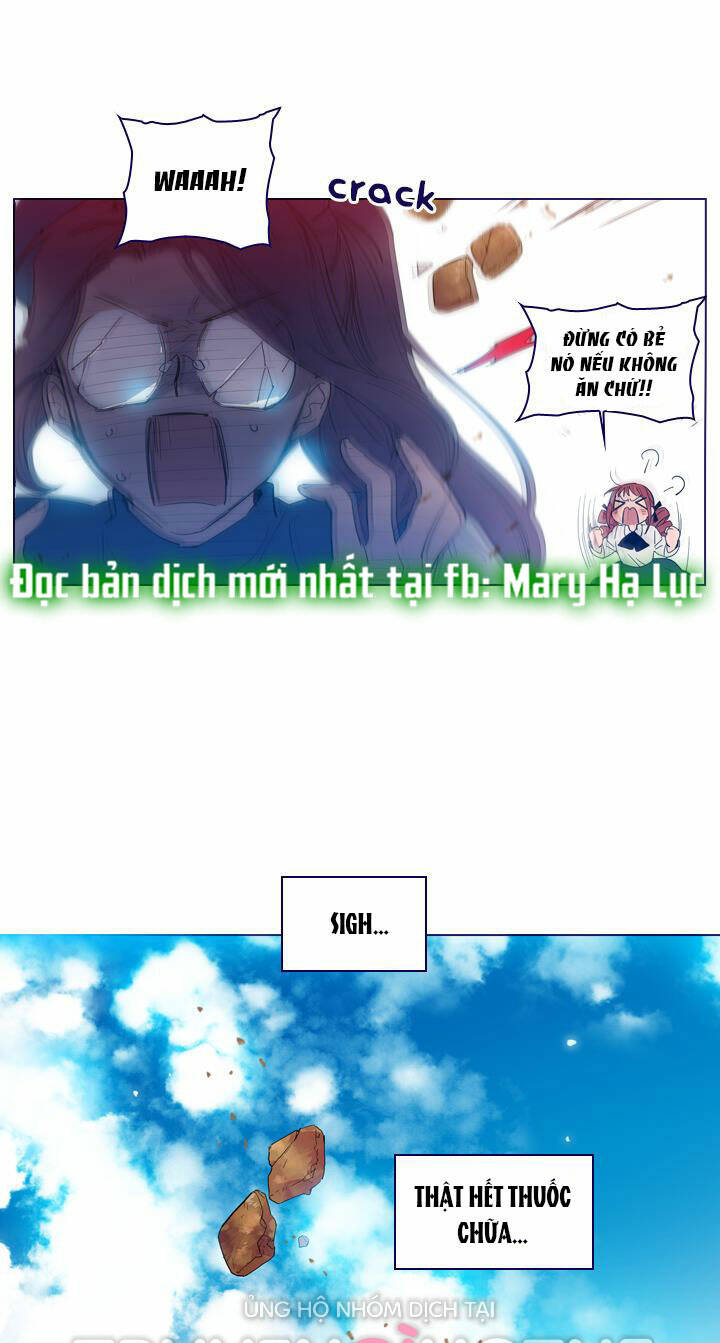 WAAAH!
crack
ĐỪNG CÓ BẺ
NÓ NẾU KHÔNG
ĂN CHỨ!!
Đọc bản dịch mới nhất tại fb: Mary Hạ Lục
SIGH...
THẬT HẾT THUỐC
CHỮA...
ỦNG HỘ NHÓM DỊCH TẠI